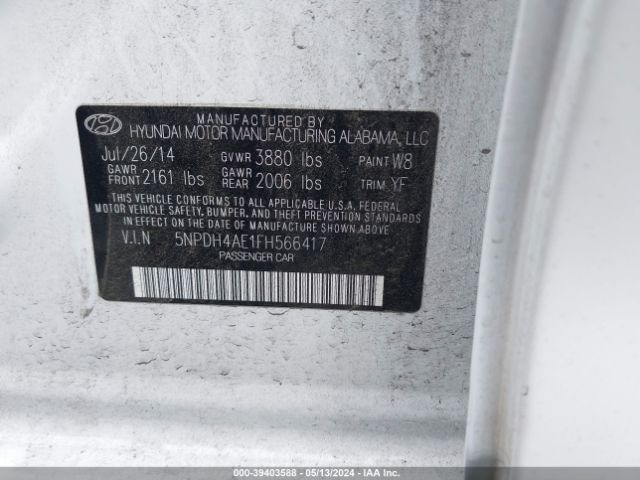 MANUFACTURED BY
HYUNDAI MOTOR MANUFACTURING ALABAMA, LLC
Jul/26/14 GVWR 3880 lbs PAINT W8
GAWR FRONT 2161 lbs GAWR REAR 2006 lbs TRIM YF
THIS VEHICLE CONFORMS TO ALL APPLICABLE U.S.A. FEDERAL
MOTOR VEHICLE SAFETY, BUMPER, AND THEFT PREVENTION STANDARDS
IN EFFECT ON THE DATE OF MANUFACTURE SHOWN ABOVE.
V.I.N 5NPDH4AE1FH566417
PASSENGER CAR
000-39403588 - 05/13/2024 - IAA Inc.